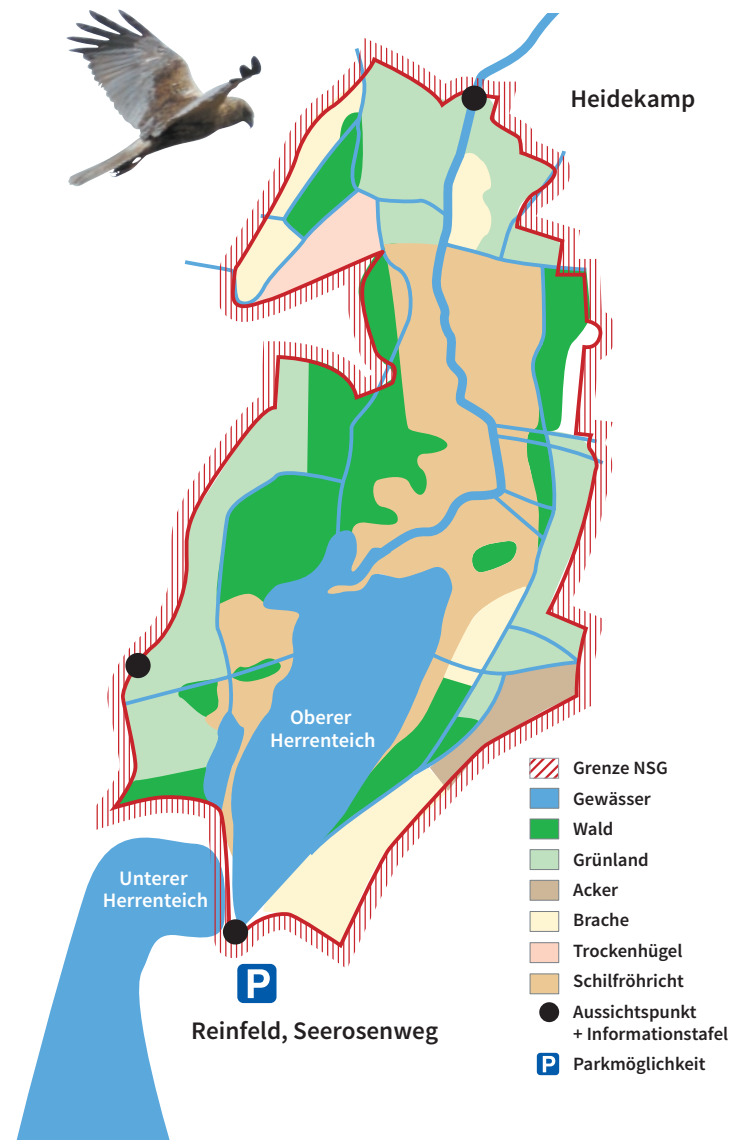 Heidekamp
Oberer
Herrenteich
Unterer
Herrenteich
Grenze NSG
Gewässer
Wald
Grünland
Acker
Brache
Trockenhügel
Schilfröhricht
Aussichtspunkt
+ Informationstafel
P Parkmöglichkeit
P
Reinfeld, Seerosenweg